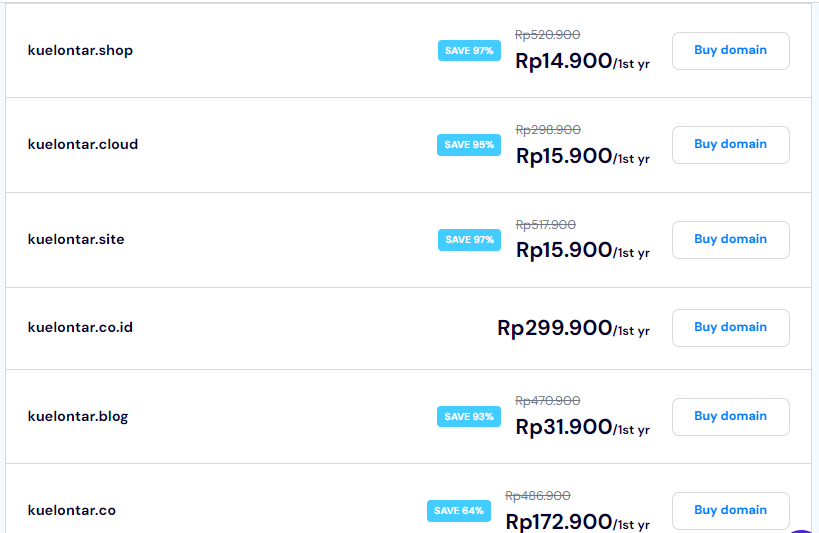 Rp520.900
kuelontar.shop SAVE 97% Rp14.900/1st yr Buy domain
Rp298.900
kuelontar.cloud SAVE 95% Rp15.900/1st yr Buy domain
Rp517.900
kuelontar.site SAVE 97% Rp15.900/1st yr Buy domain
kuelontar.co.id Rp299.900/1st yr Buy domain
Rp470.900
kuelontar.blog SAVE 93% Rp31.900/1st yr Buy domain
Rp486.900
kuelontar.co SAVE 64% Rp172.900/1st yr Buy domain